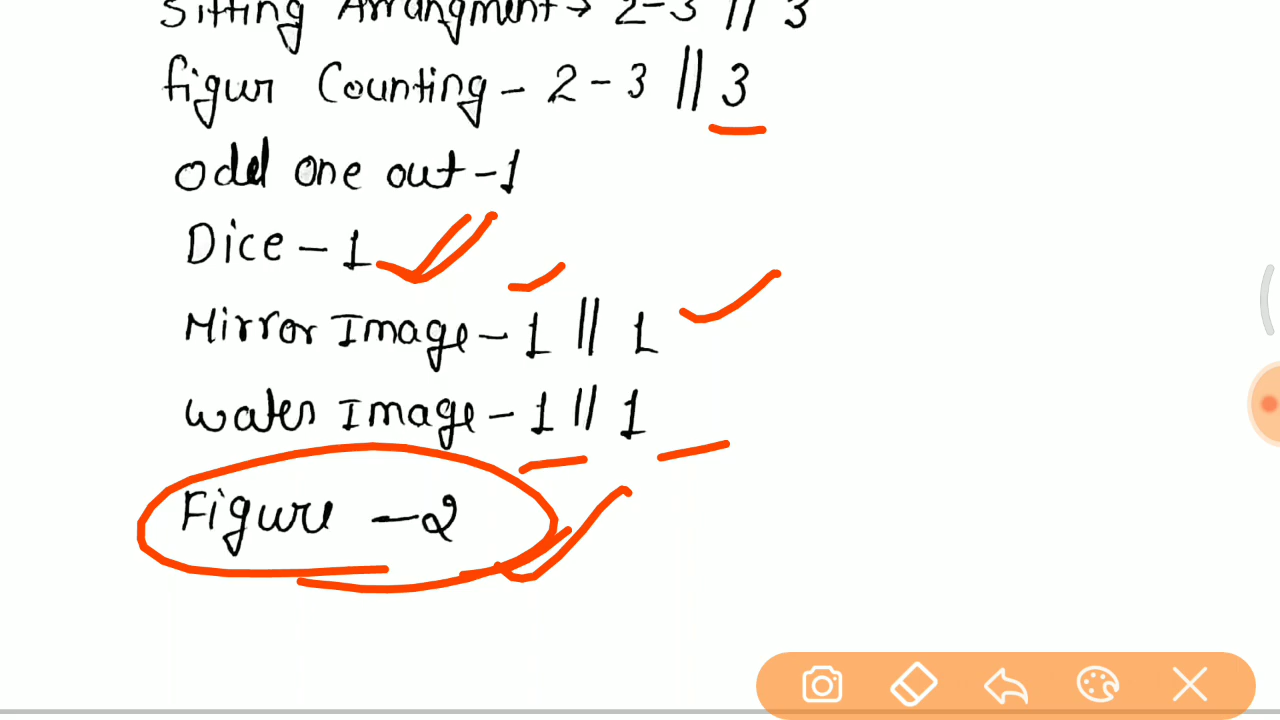 Sitting Arrangment → 2-3 || 3
figur Counting - 2-3 || 3
odd one out - 1
Dice - 1
Mirror Image - 1 || 1
water Image - 1 || 1
Figure - 2